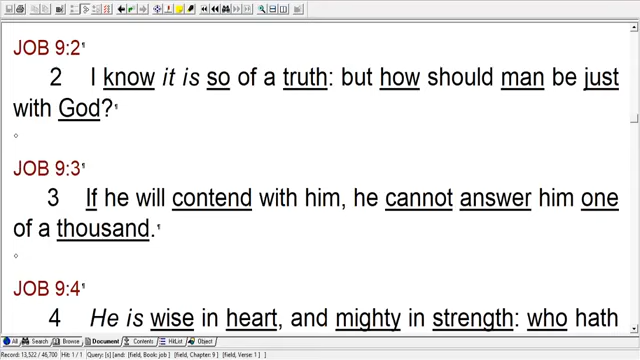 JOB 9:2
2 I know it is so of a truth: but how should man be just
with God?
JOB 9:3
3 If he will contend with him, he cannot answer him one
of a thousand.
JOB 9:4
4 He is wise in heart, and mighty in strength: who hath
All Search Browse Document Contents HitList Object
Record: 13,522 / 46,700 Hit: 1 / 1 Query: [s] [and: [field, Book: job] [field, Chapter: 9] [field, Verse: 1]